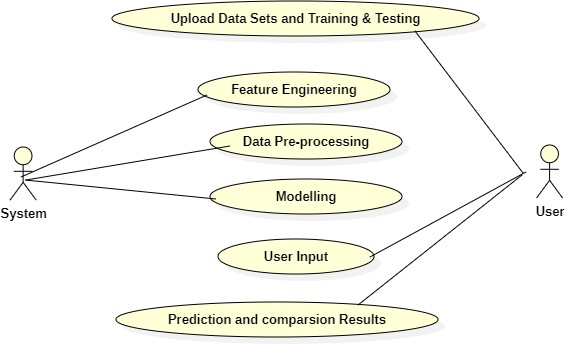 Upload Data Sets and Training & Testing
Feature Engineering
Data Pre-processing
Modelling
System
User
User Input
Prediction and comparsion Results